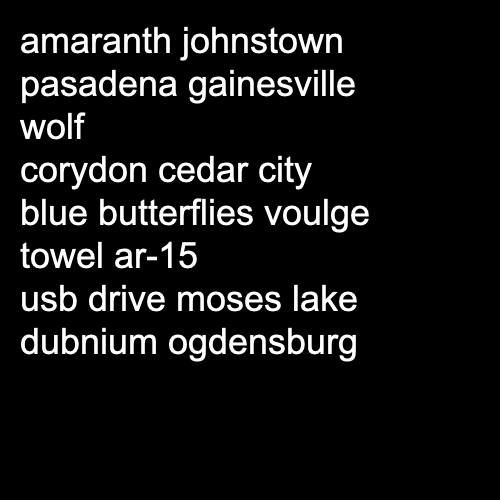 amaranth johnstown
pasadena gainesville
wolf
corydon cedar city
blue butterflies voulge
towel ar-15
usb drive moses lake
dubnium ogdensburg